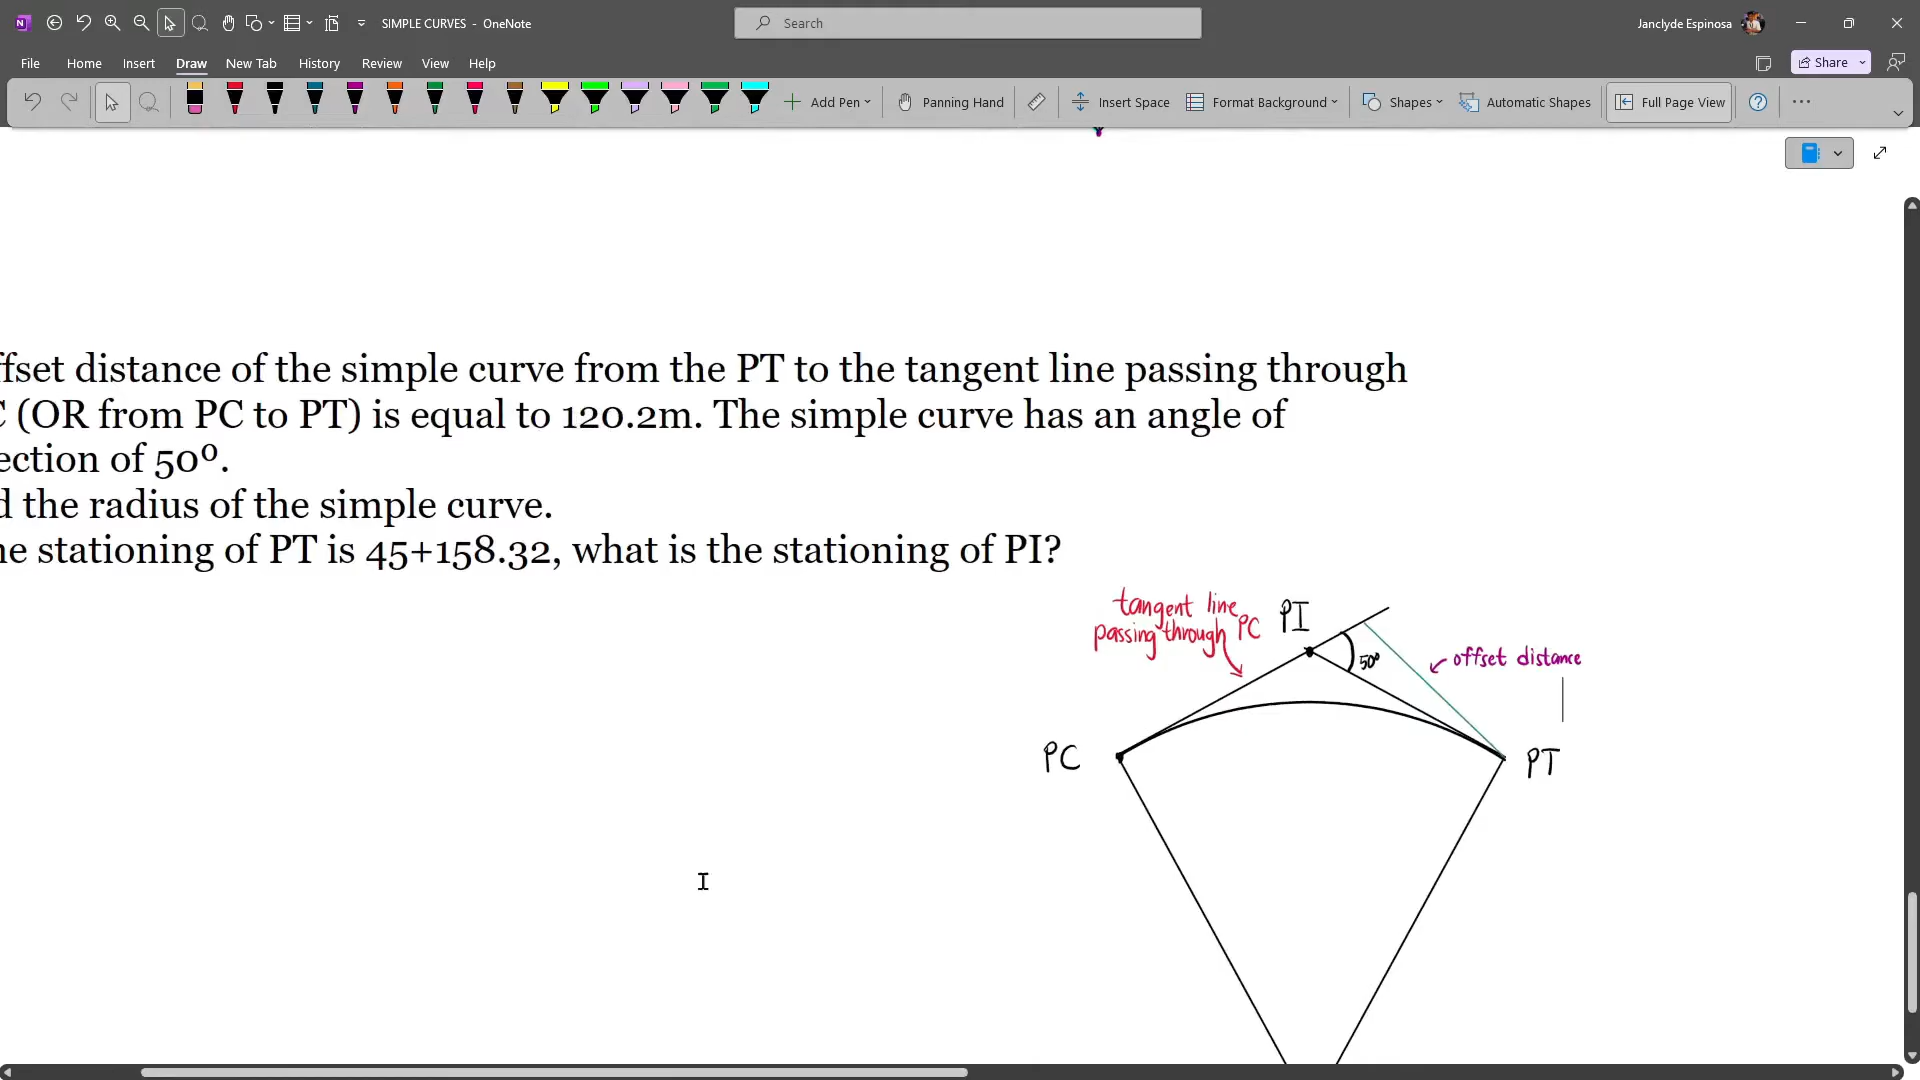 SIMPLE CURVES - OneNote
Search
Janclyde Espinosa
File Home Insert Draw New Tab History Review View Help
Share
Add Pen Panning Hand Insert Space Format Background Shapes Automatic Shapes Full Page View
ffset distance of the simple curve from the PT to the tangent line passing through
C (OR from PC to PT) is equal to 120.2m. The simple curve has an angle of
ection of 50º.
d the radius of the simple curve.
ne stationing of PT is 45+158.32, what is the stationing of PI?
tangent line
passing through PC
PI
50º
offset distance
PC
PT